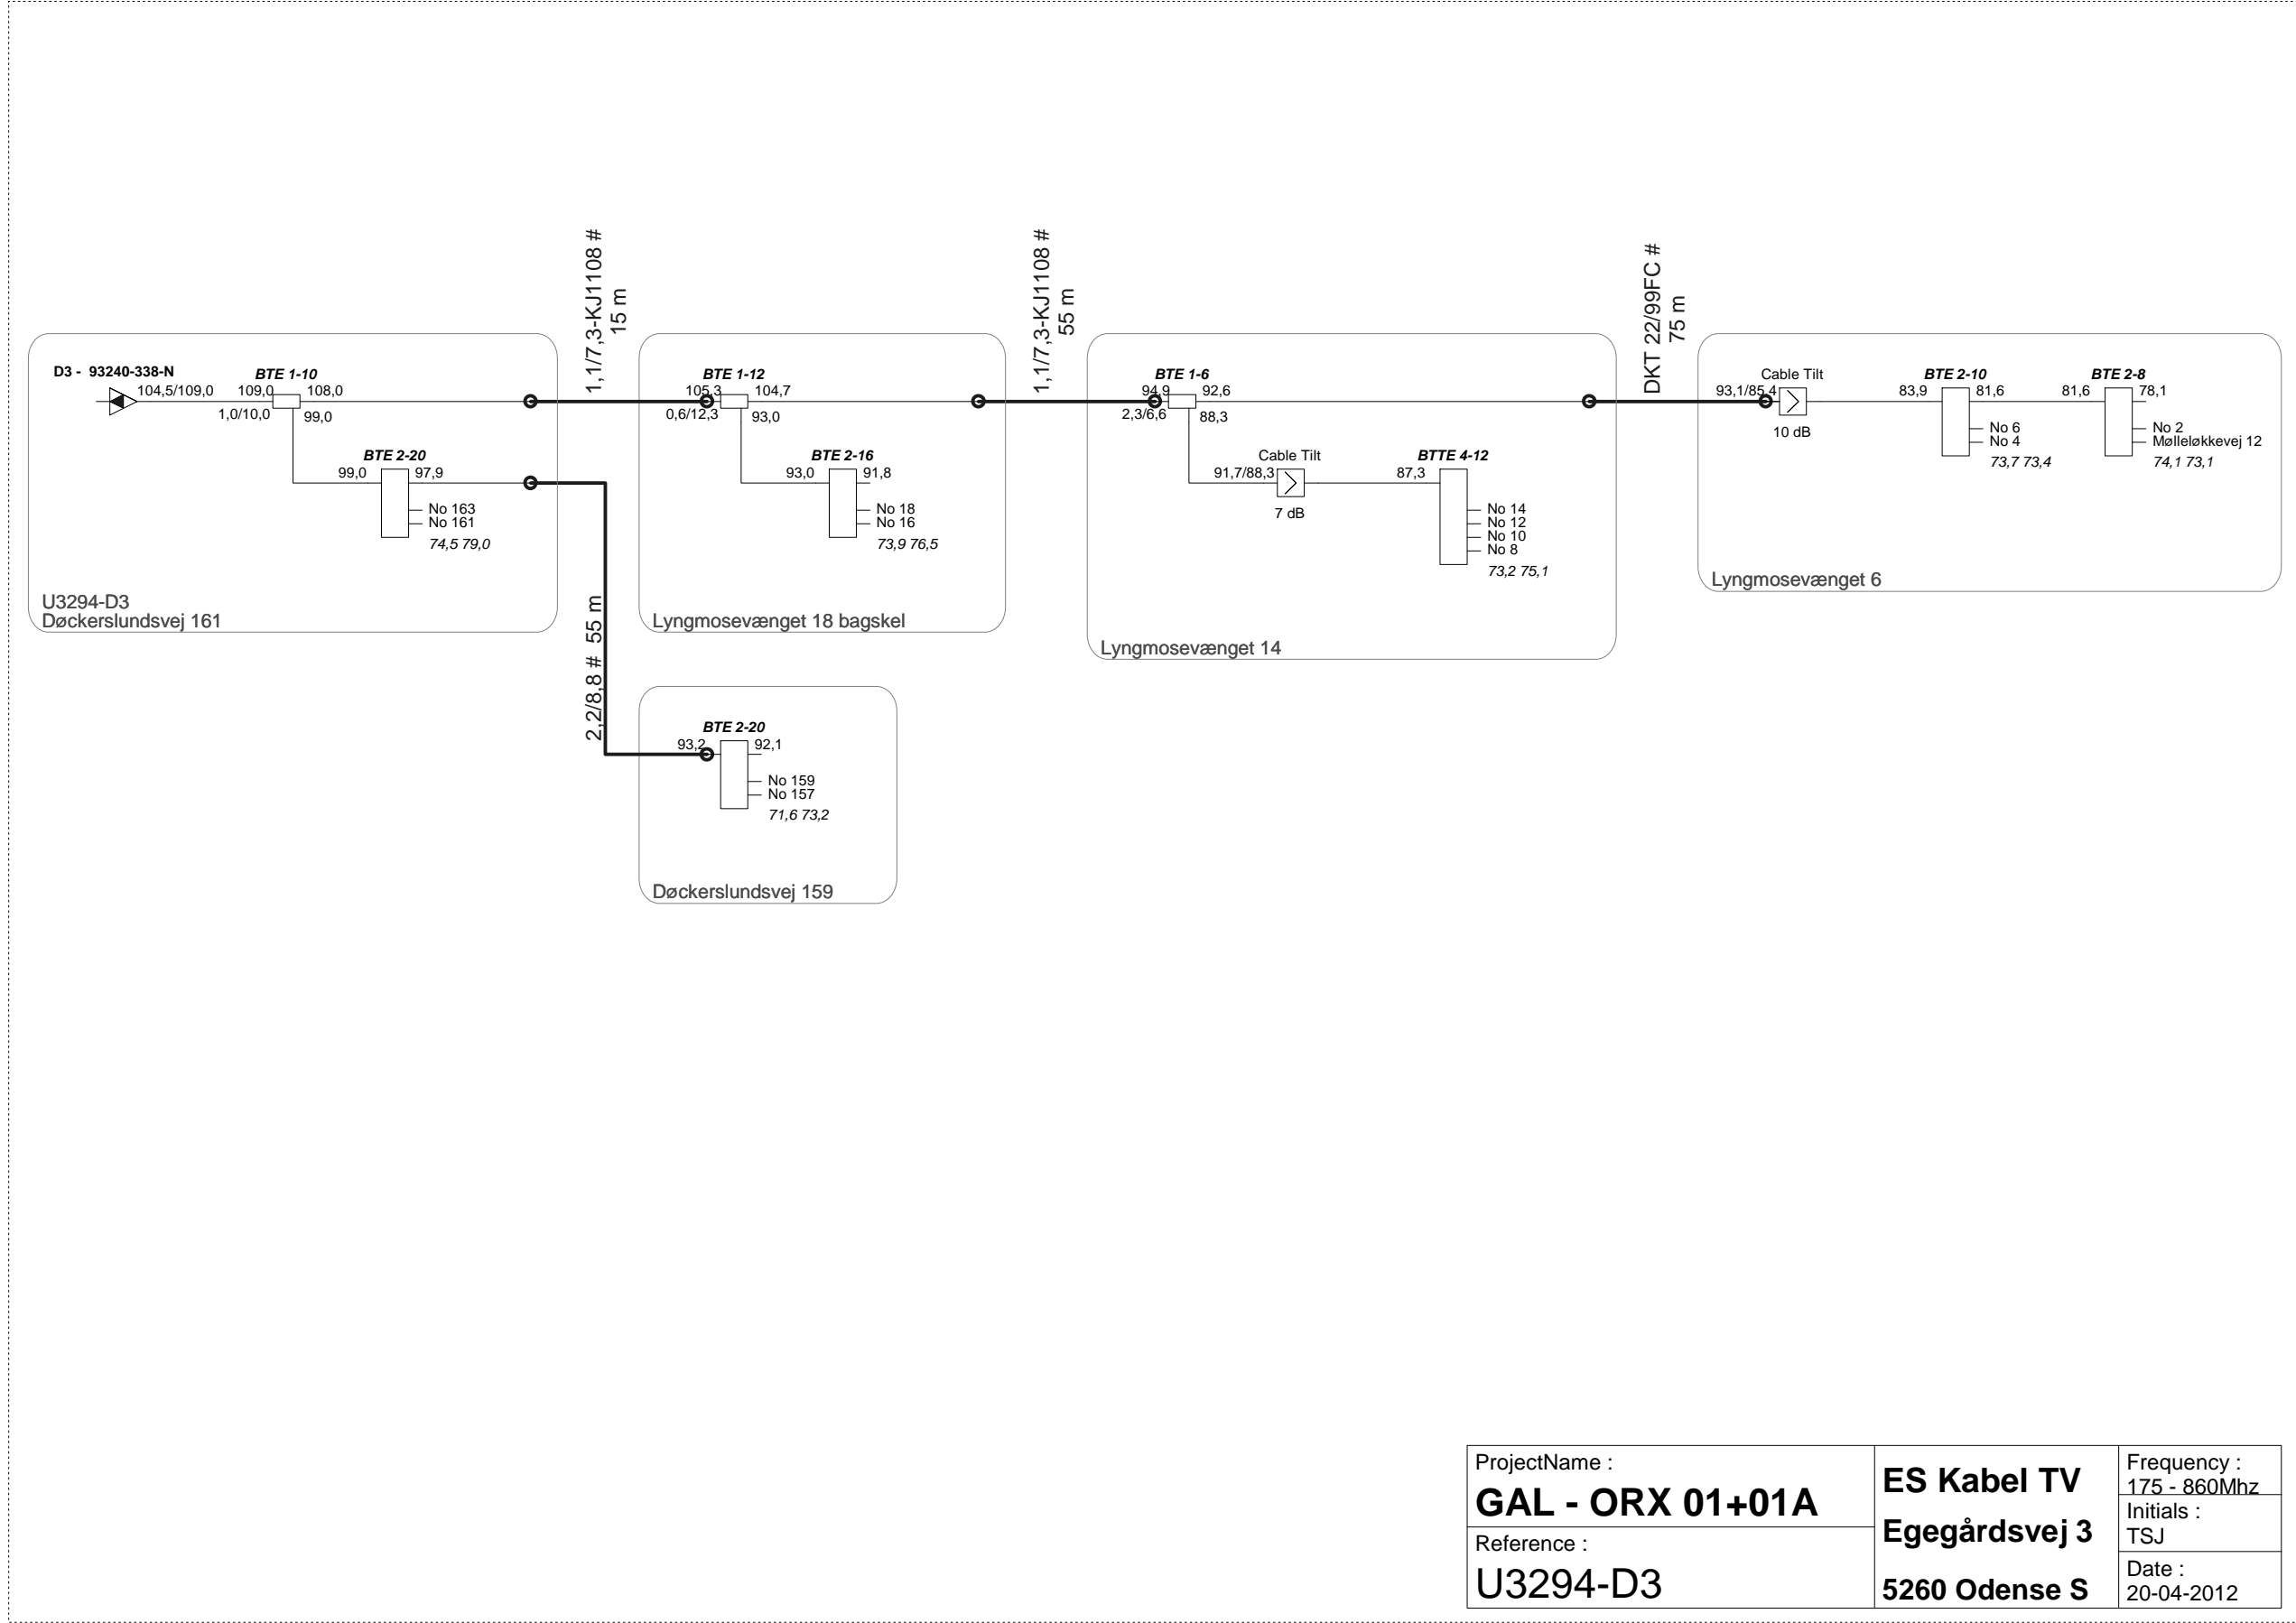 1,1/7,3-KJ1108 #
15 m
1,1/7,3-KJ1108 #
55 m
DKT 22/99FC #
75 m
D3 - 93240-338-N
104,5/109,0
BTE 1-10
109,0
108,0
1,0/10,0
99,0
BTE 2-20
99,0
97,9
No 163
No 161
74,5 79,0
U3294-D3
Døckerslundsvej 161
BTE 1-12
105,3
104,7
0,6/12,3
93,0
BTE 2-16
93,0
91,8
No 18
No 16
73,9 76,5
Lyngmosevænget 18 bagskel
BTE 1-6
94,9
92,6
2,3/6,6
88,3
Cable Tilt
91,7/88,3
7 dB
BTTE 4-12
87,3
No 14
No 12
No 10
No 8
73,2 75,1
Lyngmosevænget 14
Cable Tilt
93,1/85,4
10 dB
BTE 2-10
83,9
81,6
No 6
No 4
73,7 73,4
BTE 2-8
81,6
78,1
No 2
Mølleløkkevej 12
74,1 73,1
Lyngmosevænget 6
2,2/8,8 # 55 m
BTE 2-20
93,2
92,1
No 159
No 157
71,6 73,2
Døckerslundsvej 159
ProjectName :
GAL - ORX 01+01A
Reference :
U3294-D3
ES Kabel TV
Egegårdsvej 3
5260 Odense S
Frequency :
175 - 860Mhz
Initials :
TSJ
Date :
20-04-2012